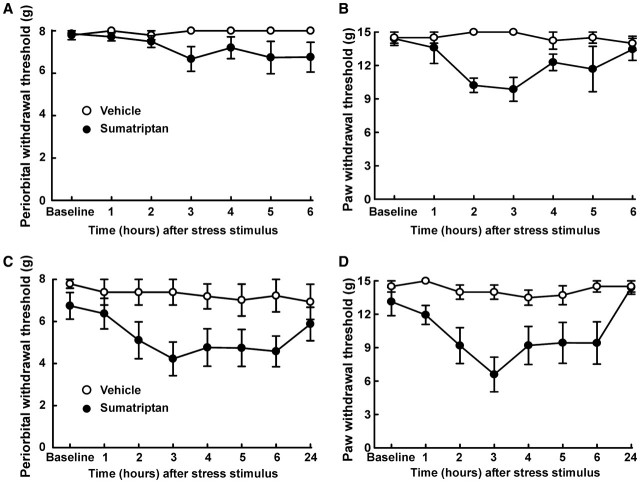 A
Periorbital withdrawal threshold (g)
8
6
4
2
0
Vehicle
Sumatriptan
Baseline 1 2 3 4 5 6
Time (hours) after stress stimulus
B
Paw withdrawal threshold (g)
15
12
9
6
3
0
Baseline 1 2 3 4 5 6
Time (hours) after stress stimulus
C
Periorbital withdrawal threshold (g)
8
6
4
2
0
Vehicle
Sumatriptan
Baseline 1 2 3 4 5 6 24
Time (hours) after stress stimulus
D
Paw withdrawal threshold (g)
15
12
9
6
3
0
Baseline 1 2 3 4 5 6 24
Time (hours) after stress stimulus